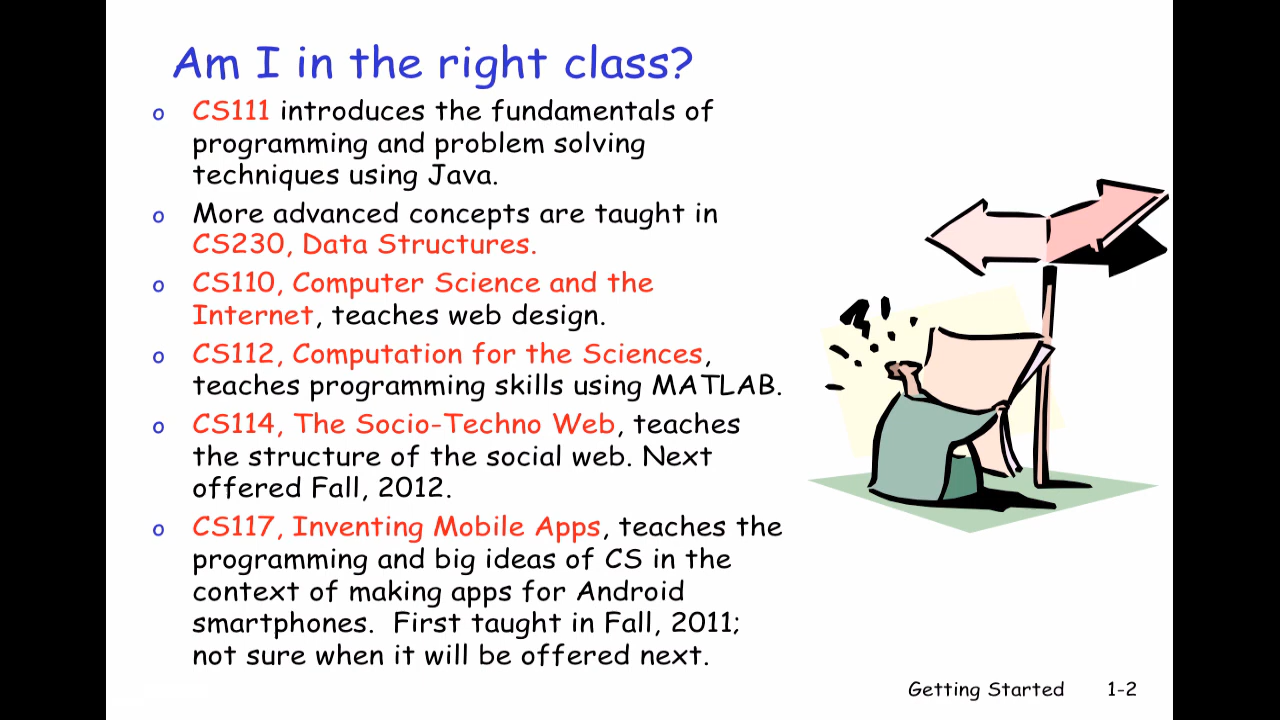 Am I in the right class?
o CS111 introduces the fundamentals of
programming and problem solving
techniques using Java.
o More advanced concepts are taught in
CS230, Data Structures.
o CS110, Computer Science and the
Internet, teaches web design.
o CS112, Computation for the Sciences,
teaches programming skills using MATLAB.
o CS114, The Socio-Techno Web, teaches
the structure of the social web. Next
offered Fall, 2012.
o CS117, Inventing Mobile Apps, teaches the
programming and big ideas of CS in the
context of making apps for Android
smartphones.  First taught in Fall, 2011;
not sure when it will be offered next.
Getting Started 1-2